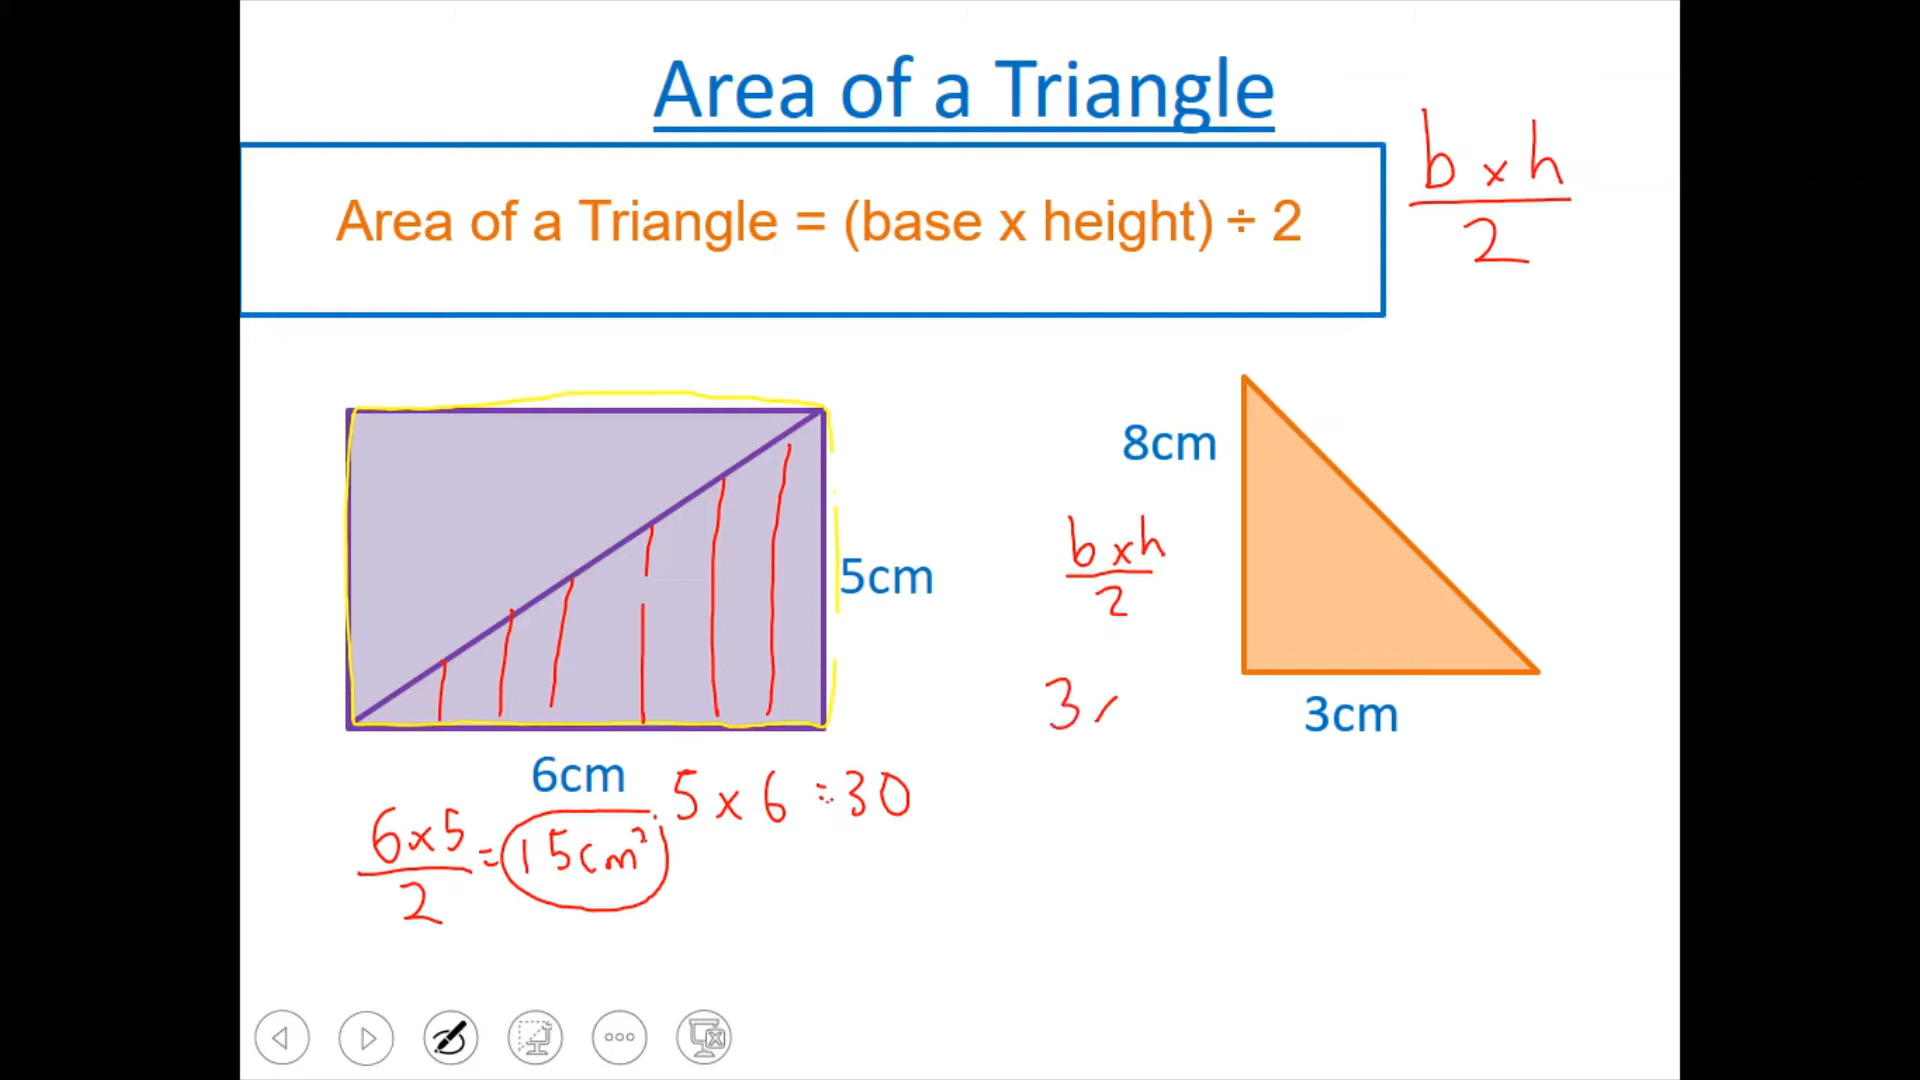 Area of a Triangle
b x h
2
Area of a Triangle = (base x height) ÷ 2
8cm
b x h
2
5cm
3
3cm
6cm
5 x 6 = 30
6 x 5
2
= 15cm²